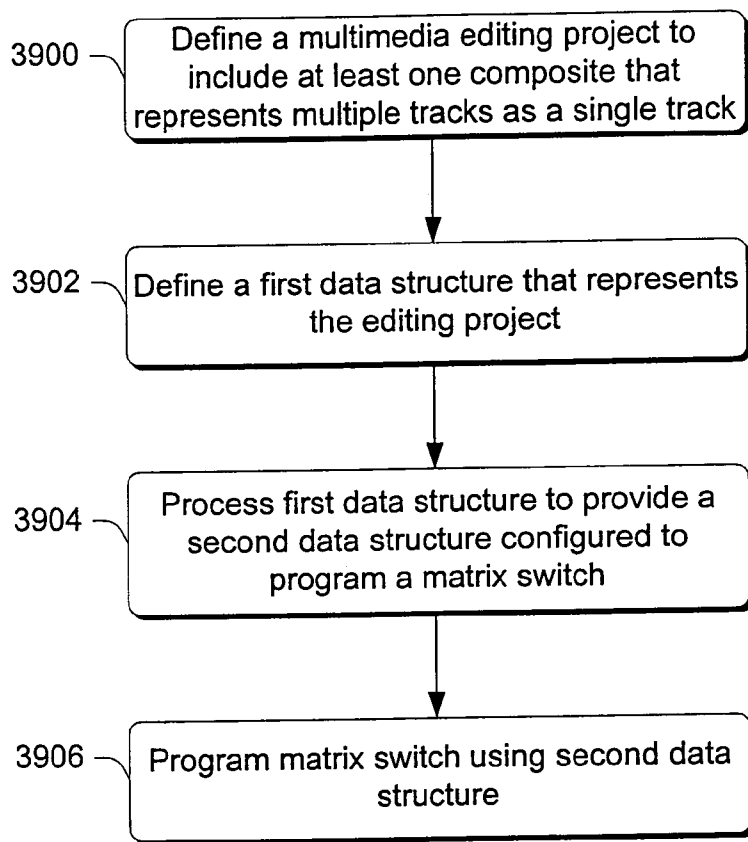 3900
Define a multimedia editing project to
include at least one composite that
represents multiple tracks as a single track
3902
Define a first data structure that represents
the editing project
3904
Process first data structure to provide a
second data structure configured to
program a matrix switch
3906
Program matrix switch using second data
structure